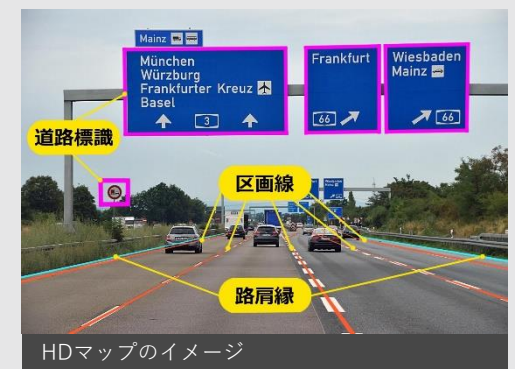 Mainz
München
Würzburg
Frankfurter Kreuz
Basel
3
Frankfurt
66
Wiesbaden
Mainz
66
道路標識
区画線
路肩縁
HDマップのイメージ